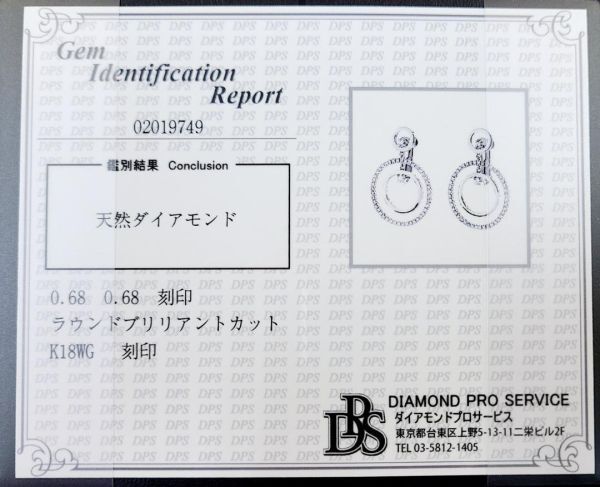 Gem
Identification
Report
02019749
鑑別結果 Conclusion
天然ダイアモンド
0.68 0.68 刻印
ラウンドブリリアントカット
K18WG 刻印
DPS
DIAMOND PRO SERVICE
ダイアモンドプロサービス
東京都台東区上野5-13-11二栄ビル2F
TEL 03-5812-1405